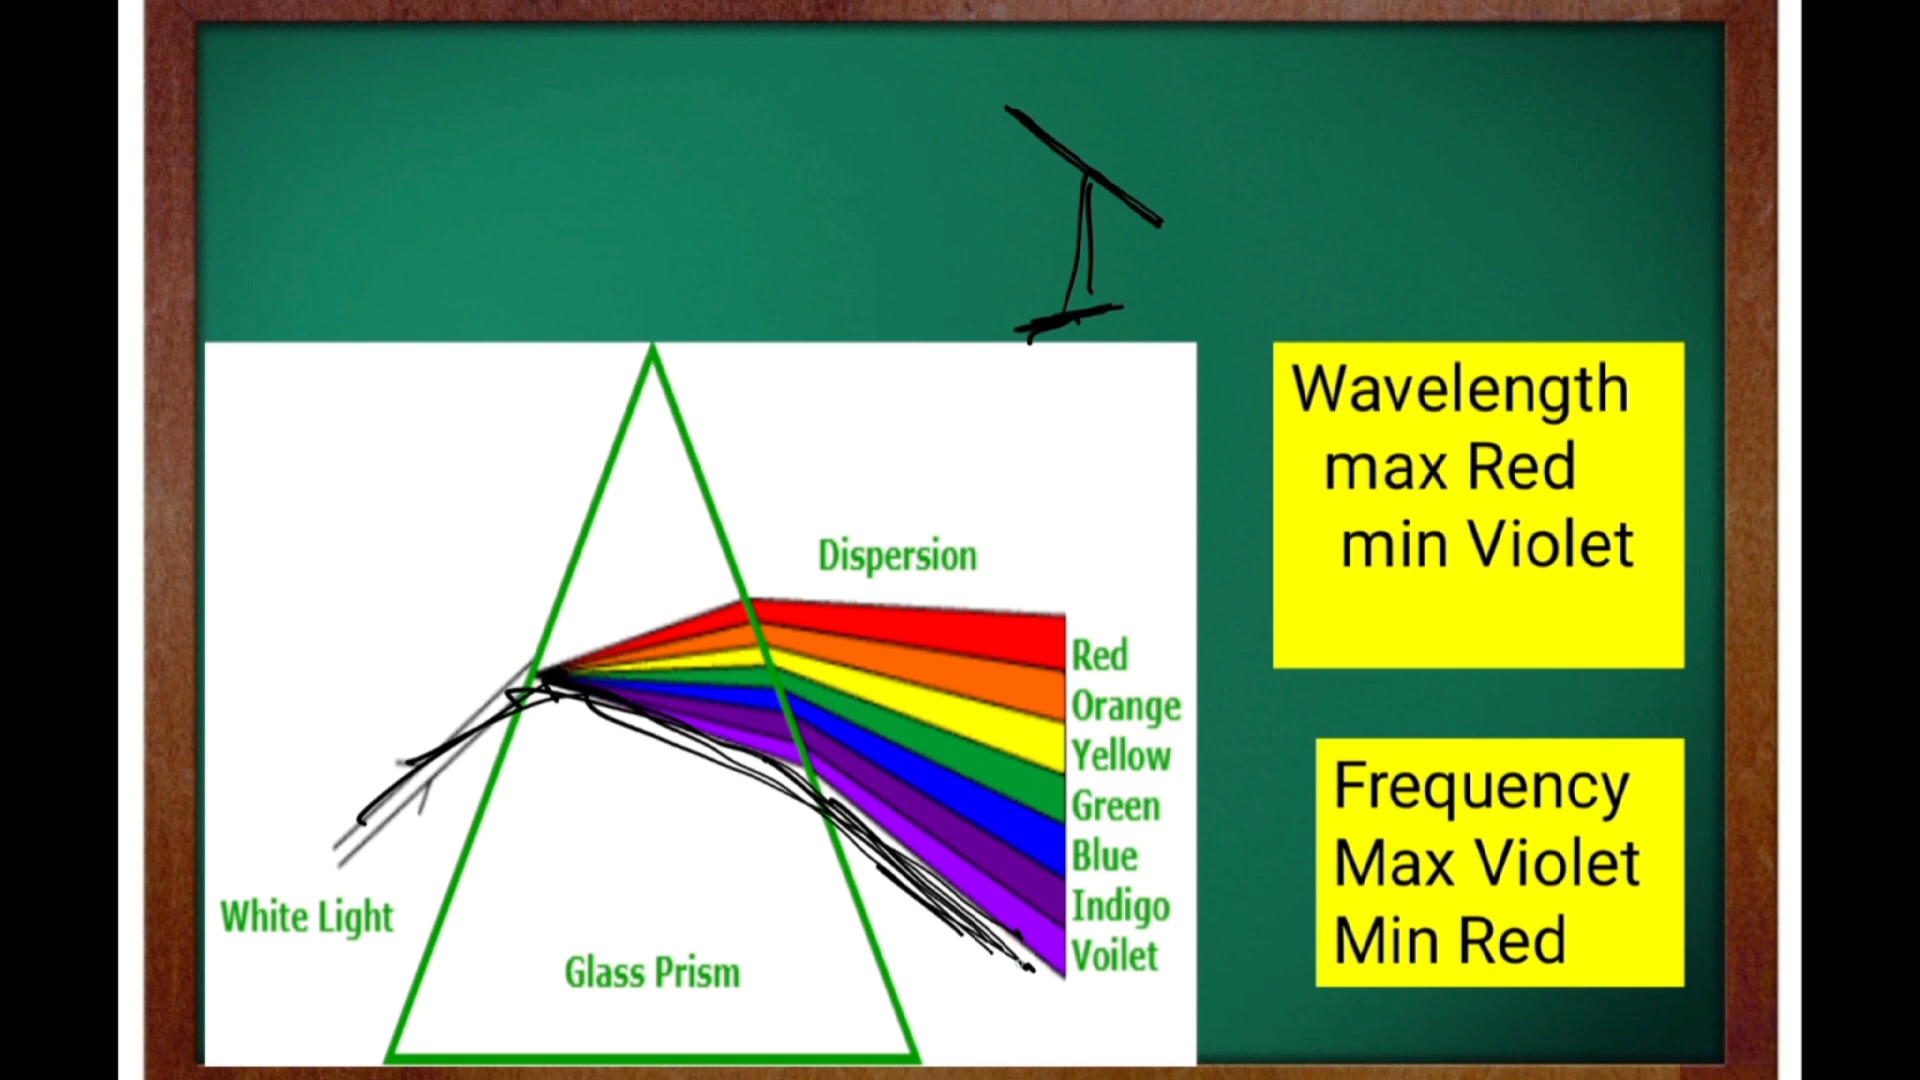 Dispersion
Red
Orange
Yellow
Green
Blue
Indigo
Voilet
White Light
Glass Prism
Wavelength
max Red
min Violet
Frequency
Max Violet
Min Red